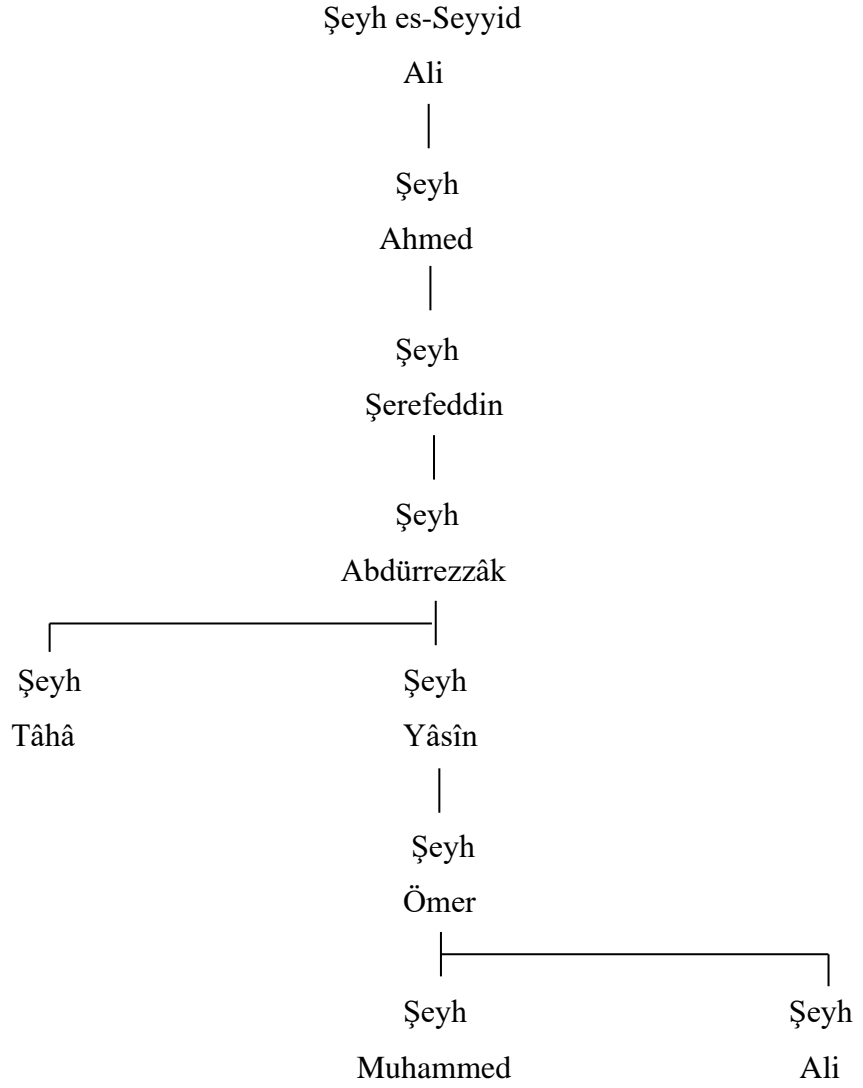 Şeyh es-Seyyid
Ali
Şeyh
Ahmed
Şeyh
Şerefeddin
Şeyh
Abdürrezzâk
Şeyh Şeyh
Tâhâ Yâsîn
Şeyh
Ömer
Şeyh Şeyh
Muhammed Ali